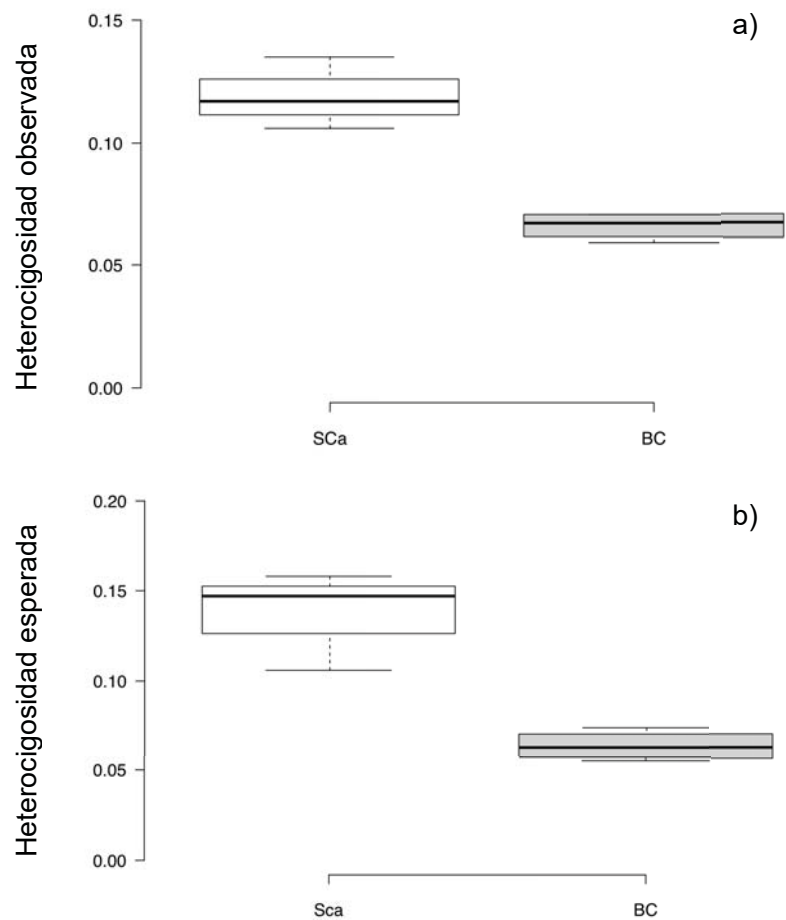 a)
Heterocigosidad observada
0.15
0.10
0.05
0.00
SCa BC
b)
Heterocigosidad esperada
0.20
0.15
0.10
0.05
0.00
Sca BC